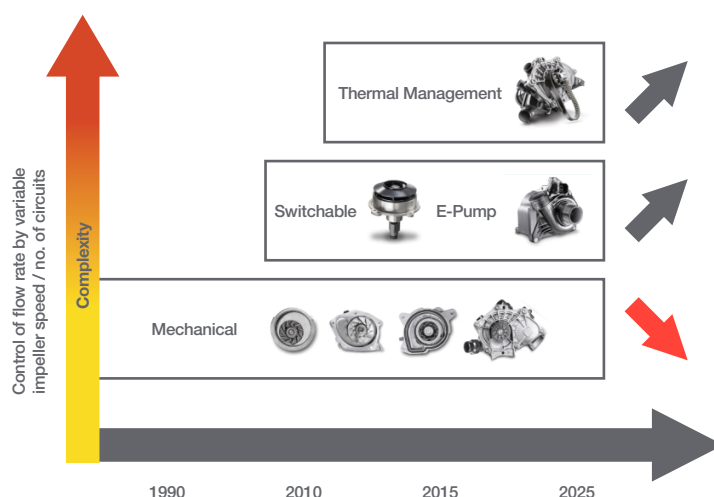 Thermal Management
Switchable
E-Pump
Mechanical
Complexity
Control of flow rate by variable
impeller speed / no. of circuits
1990
2010
2015
2025